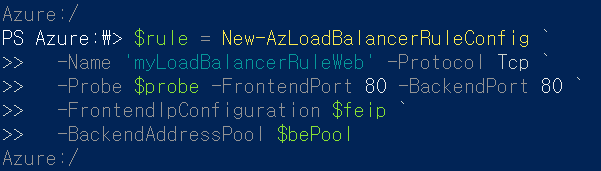 Azure:/
PS Azure:₩> $rule = New-AzLoadBalancerRuleConfig `
>>   -Name 'myLoadBalancerRuleWeb' -Protocol Tcp `
>>   -Probe $probe -FrontendPort 80 -BackendPort 80 `
>>   -FrontendIpConfiguration $feip `
>>   -BackendAddressPool $bePool
Azure:/